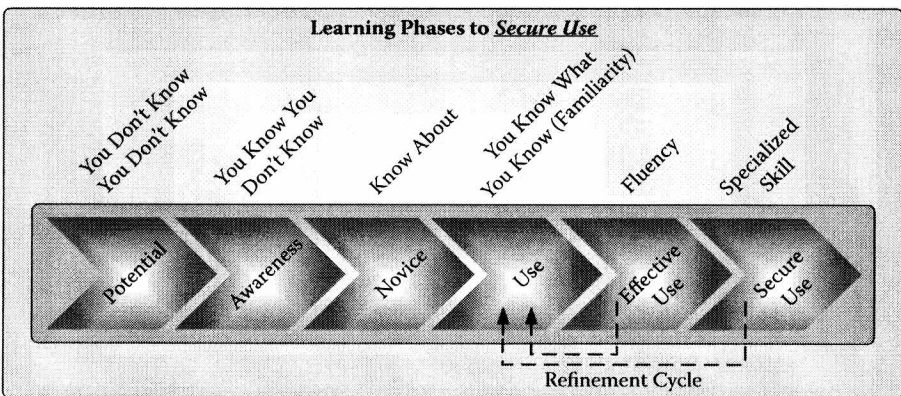 Learning Phases to Secure Use
You Don't Know
You Don't Know
You Know You
Don't Know
Know About
You Know What
You Know (Familiarity)
Fluency
Specialized
Skill
Potential
Awareness
Novice
Use
Effective
Use
Secure
Use
Refinement Cycle